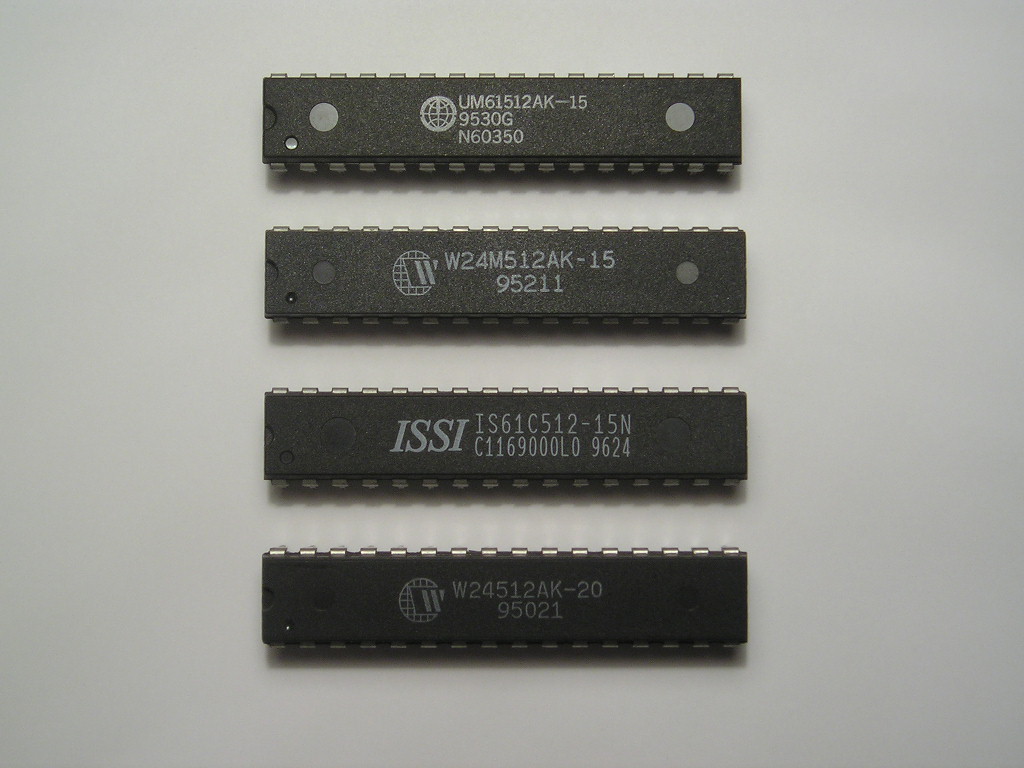 UM61512AK-15
9530G
N60350
W W24M512AK-15
95211
ISSI IS61C512-15N
C1169000L0 9624
W W24512AK-20
95021